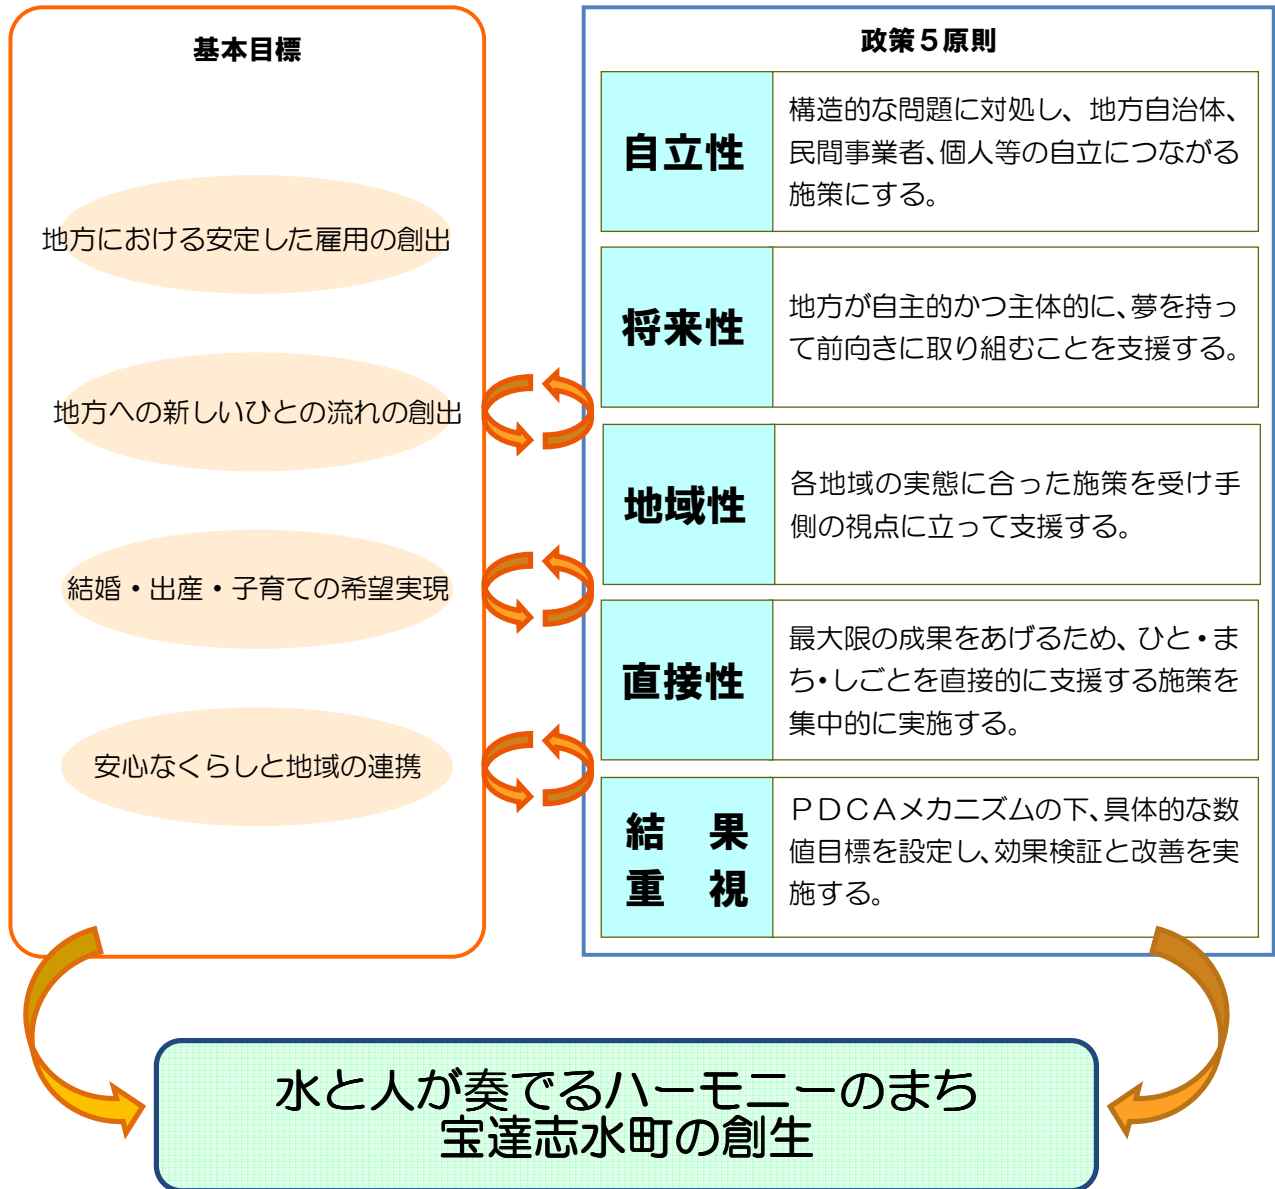 基本目標
地方における安定した雇用の創出
地方への新しいひとの流れの創出
結婚・出産・子育ての希望実現
安心なくらしと地域の連携
政策５原則
自立性
構造的な問題に対処し、地方自治体、
民間事業者、個人等の自立につながる
施策にする。
将来性
地方が自主的かつ主体的に、夢を持っ
て前向きに取り組むことを支援する。
地域性
各地域の実態に合った施策を受け手
側の視点に立って支援する。
直接性
最大限の成果をあげるため、ひと・ま
ち・しごとを直接的に支援する施策を
集中的に実施する。
結　果
重　視
ＰＤＣＡメカニズムの下、具体的な数
値目標を設定し、効果検証と改善を実
施する。
水と人が奏でるハーモニーのまち
宝達志水町の創生